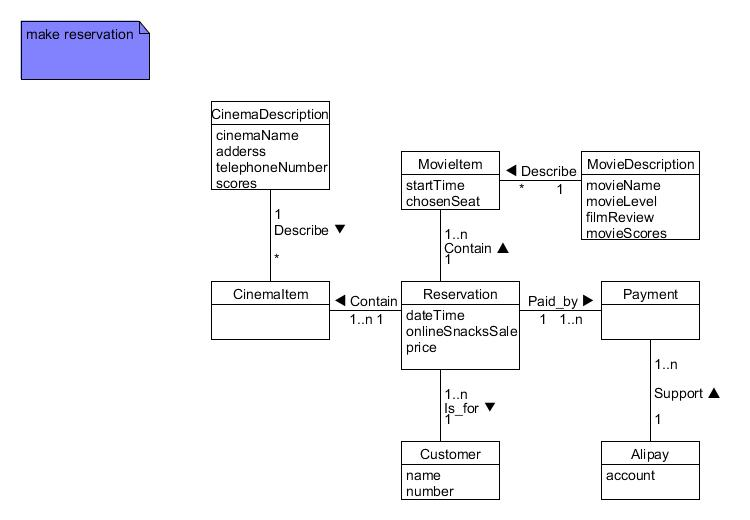 make reservation
CinemaDescription
cinemaName
adderss
telephoneNumber
scores
MovieItem
startTime
chosenSeat
Describe
* 1
MovieDescription
movieName
movieLevel
filmReview
movieScores
1
Describe
*
1..n
Contain
1
CinemaItem
Contain
1..n 1
Reservation
dateTime
onlineSnacksSale
price
Paid_by
1 1..n
Payment
1..n
Is_for
1
1..n
Support
1
Customer
name
number
Alipay
account